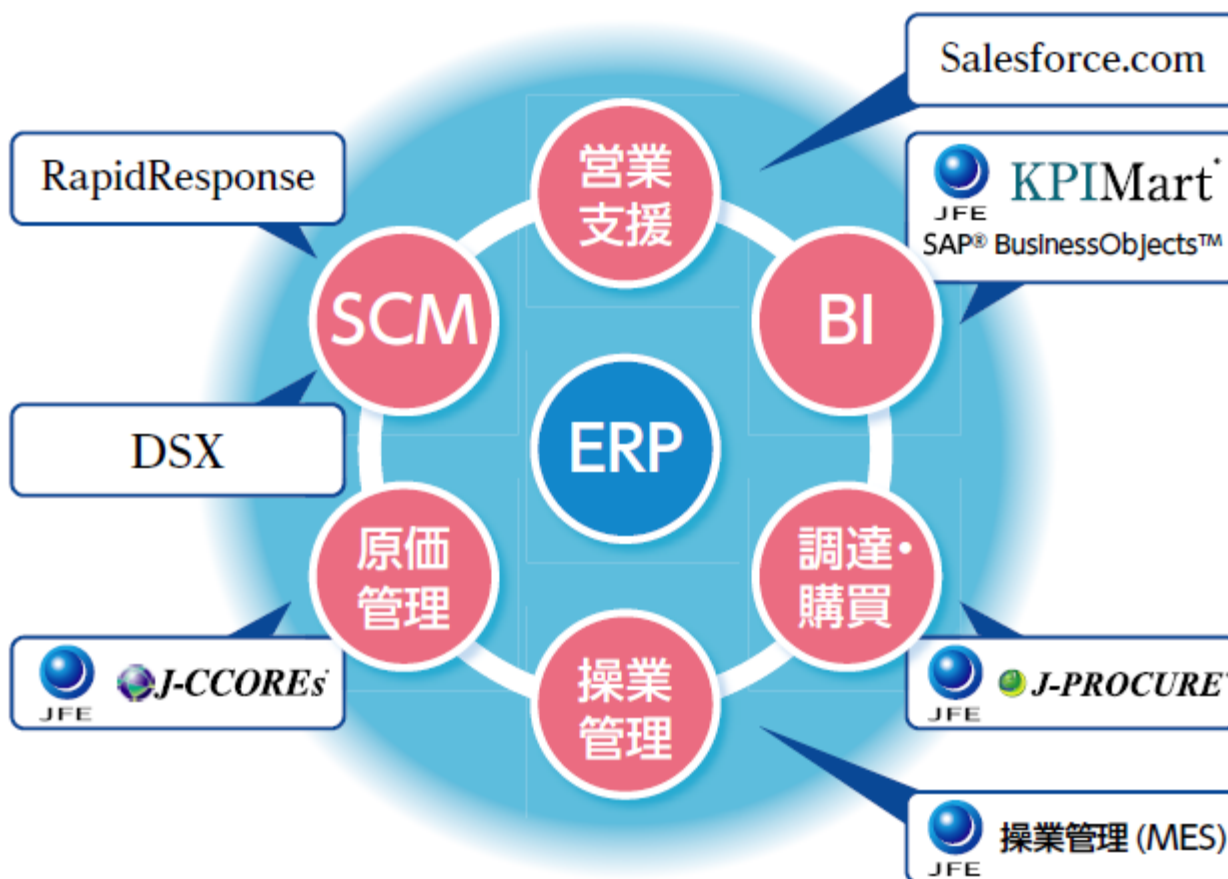 Salesforce.com
営業
支援
RapidResponse
JFE
KPIMart
SAP® BusinessObjects™
SCM
BI
ERP
DSX
原価
管理
調達・
購買
JFE
J-CCOREs
操業
管理
JFE
J-PROCURE
JFE
操業管理 (MES)